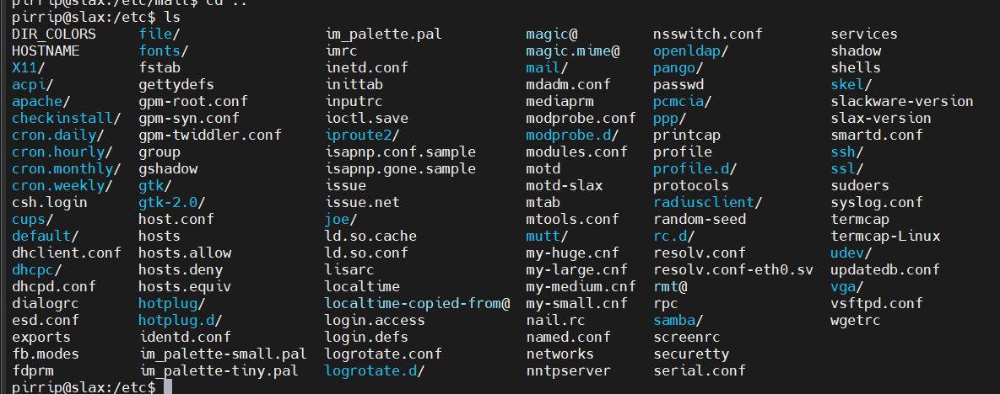 pirrip@slax:/etc/mail$ cd ..
pirrip@slax:/etc$ ls
DIR_COLORS file/ im_palette.pal magic@ nsswitch.conf services
HOSTNAME fonts/ imrc magic.mime@ openldap/ shadow
X11/ fstab inetd.conf mail/ pango/ shells
acpi/ gettydefs inittab mdadm.conf passwd skel/
apache/ gpm-root.conf inputrc mediaprm pcmcia/ slackware-version
checkinstall/ gpm-syn.conf ioctl.save modprobe.conf ppp/ slax-version
cron.daily/ gpm-twiddler.conf iproute2/ modprobe.d/ printcap smartd.conf
cron.hourly/ group isapnp.conf.sample modules.conf profile ssh/
cron.monthly/ gshadow isapnp.gone.sample motd profile.d/ ssl/
cron.weekly/ gtk/ issue motd-slax protocols sudoers
csh.login gtk-2.0/ issue.net mtab radiusclient/ syslog.conf
cups/ host.conf joe/ mtools.conf random-seed termcap
default/ hosts ld.so.cache mutt/ rc.d/ termcap-Linux
dhclient.conf hosts.allow ld.so.conf my-huge.cnf resolv.conf udev/
dhcpc/ hosts.deny lisarc my-large.cnf resolv.conf-eth0.sv updatedb.conf
dhcpd.conf hosts.equiv localtime my-medium.cnf rmt@ vga/
dialogrc hotplug/ localtime-copied-from@ my-small.cnf rpc vsftpd.conf
esd.conf hotplug.d/ login.access nail.rc samba/ wgetrc
exports identd.conf login.defs named.conf screenrc
fb.modes im_palette-small.pal logrotate.conf networks securetty
fdprm im_palette-tiny.pal logrotate.d/ nntpserver serial.conf
pirrip@slax:/etc$